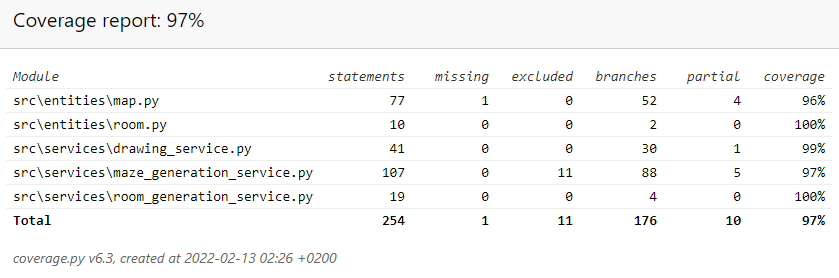 Coverage report: 97%
Module statements missing excluded branches partial coverage
src\entities\map.py 77 1 0 52 4 96%
src\entities\room.py 10 0 0 2 0 100%
src\services\drawing_service.py 41 0 0 30 1 99%
src\services\maze_generation_service.py 107 0 11 88 5 97%
src\services\room_generation_service.py 19 0 0 4 0 100%
Total 254 1 11 176 10 97%
coverage.py v6.3, created at 2022-02-13 02:26 +0200